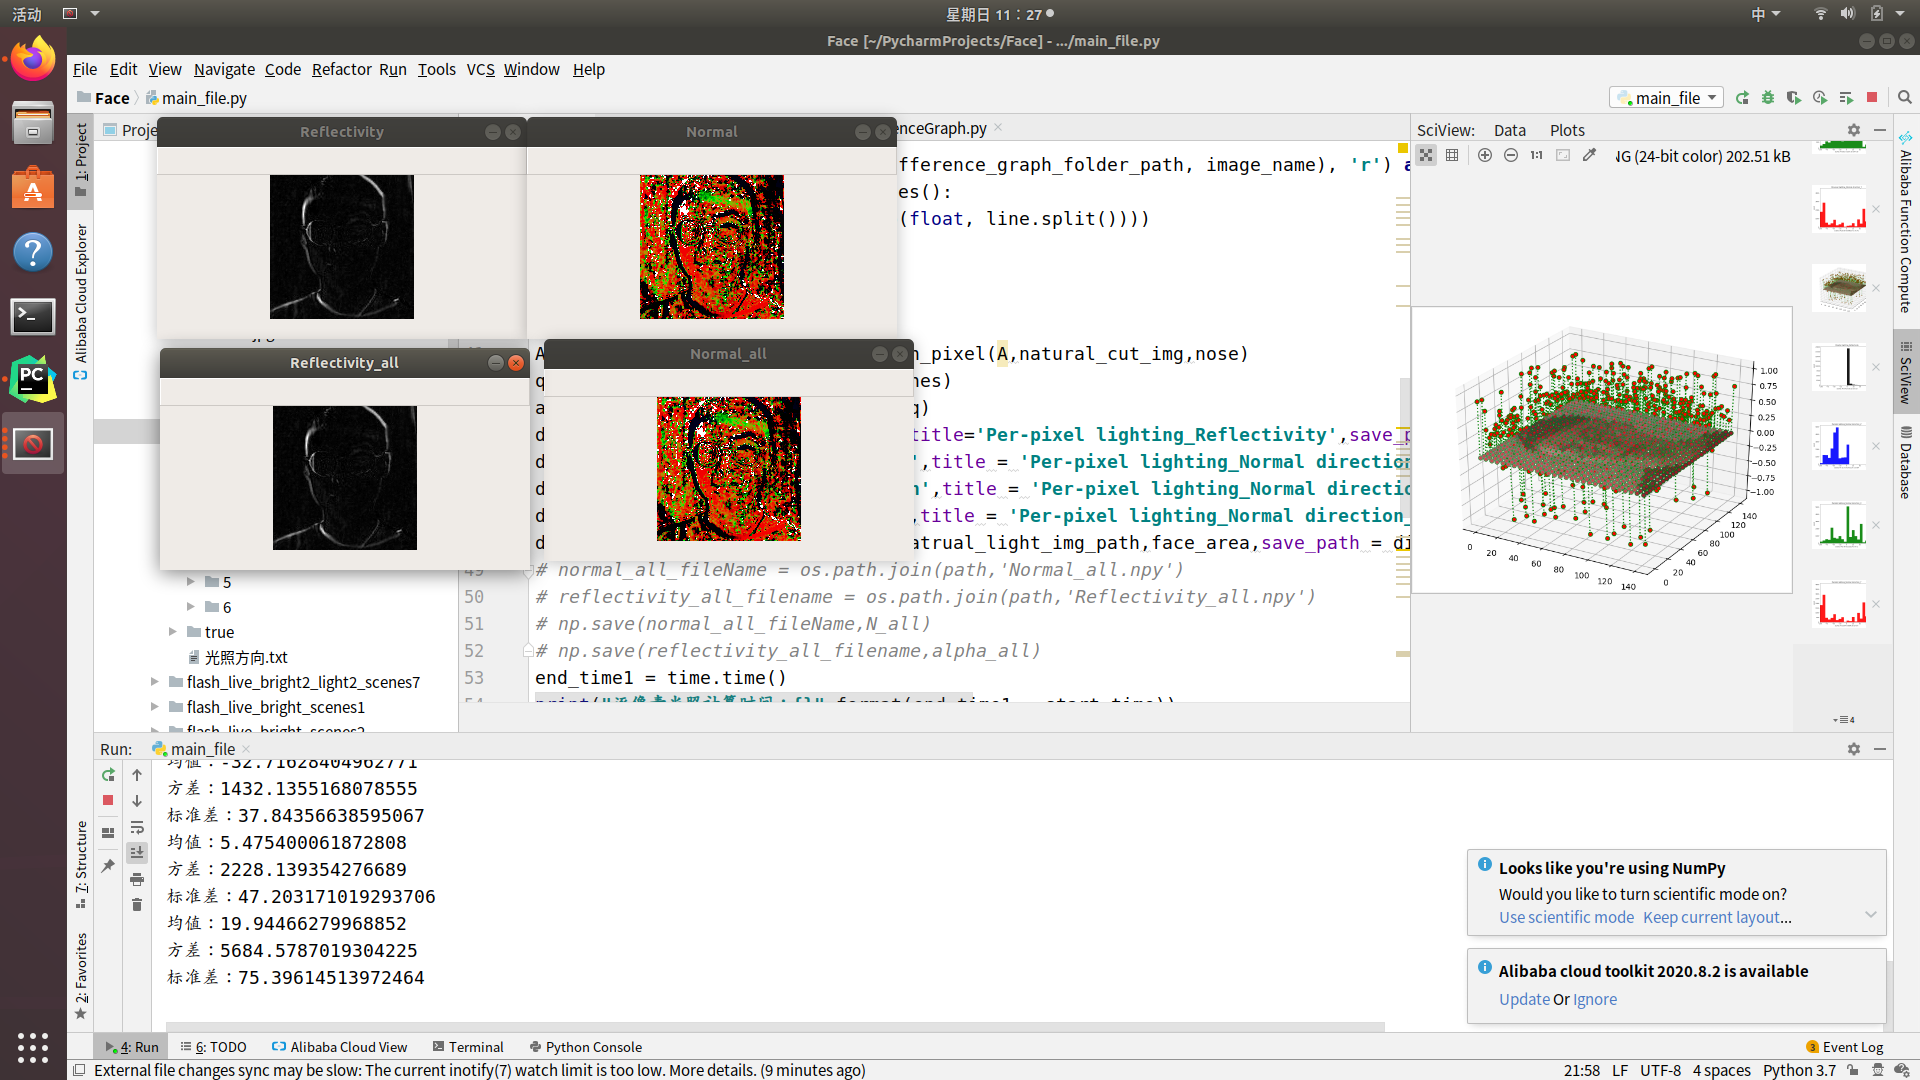 活动
星期日 11：27
中
Face [~/PycharmProjects/Face] - .../main_file.py
File Edit View Navigate Code Refactor Run Tools VCS Window Help
Face main_file.py
main_file
1: Project
Alibaba Cloud Explorer
7: Structure
2: Favorites
Proje
Reflectivity
Normal
Reflectivity_all
Normal_all
enceGraph.py
fference_graph_folder_path, image_name), 'r') a
es():
(float, line.split())))
n_pixel(A,natural_cut_img,nose)
nes)
q)
title='Per-pixel lighting_Reflectivity',save_p
',title = 'Per-pixel lighting_Normal direction
n',title = 'Per-pixel lighting_Normal directio
,title = 'Per-pixel lighting_Normal direction_
atrual_light_img_path,face_area,save_path = di
49 # normal_all_fileName = os.path.join(path,'Normal_all.npy')
50 # reflectivity_all_filename = os.path.join(path,'Reflectivity_all.npy')
51 # np.save(normal_all_fileName,N_all)
52 # np.save(reflectivity_all_filename,alpha_all)
53 end_time1 = time.time()
5
6
true
光照方向.txt
flash_live_bright2_light2_scenes7
flash_live_bright_scenes1
flash_live_bright_scenes2
SciView: Data Plots
1:1
NG (24-bit color) 202.51 kB
1.00
0.75
0.50
0.25
0.00
−0.25
−0.50
−0.75
−1.00
0 20 40 60 80 100 120 140
0 20 40 60 80 100 120 140
4
Alibaba Function Compute
SciView
Database
Run: main_file
均值：-32.71628404962771
方差：1432.1355168078555
标准差：37.84356638595067
均值：5.475400061872808
方差：2228.139354276689
标准差：47.203171019293706
均值：19.94466279968852
方差：5684.5787019304225
标准差：75.39614513972464
Looks like you're using NumPy
Would you like to turn scientific mode on?
Use scientific mode Keep current layout...
Alibaba cloud toolkit 2020.8.2 is available
Update Or Ignore
4: Run 6: TODO Alibaba Cloud View Terminal Python Console
3 Event Log
External file changes sync may be slow: The current inotify(7) watch limit is too low. More details. (9 minutes ago)
21:58 LF UTF-8 4 spaces Python 3.7